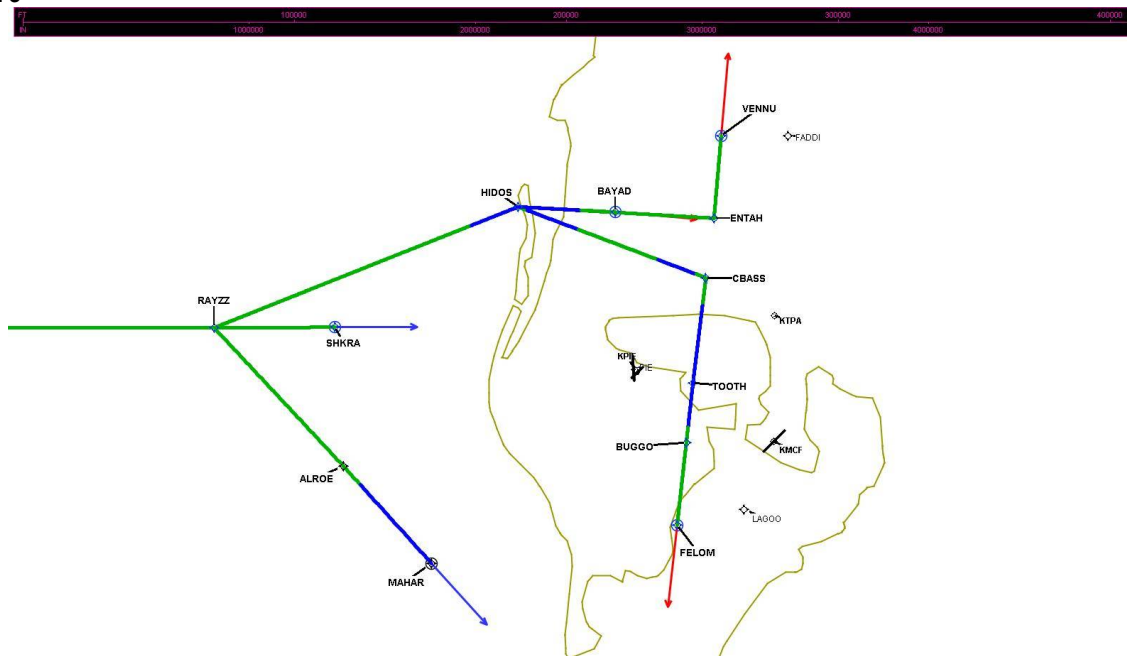 FT 100000 200000 300000 400000
IN 1000000 2000000 3000000 4000000
VENNU
FADDI
BAYAD
HIDOS
ENTAH
CBASS
RAYZZ
KTPA
SHKRA
KPIE
PIE
TOOTH
BUGGO
KMCF
ALROE
LAGOO
FELOM
MAHAR